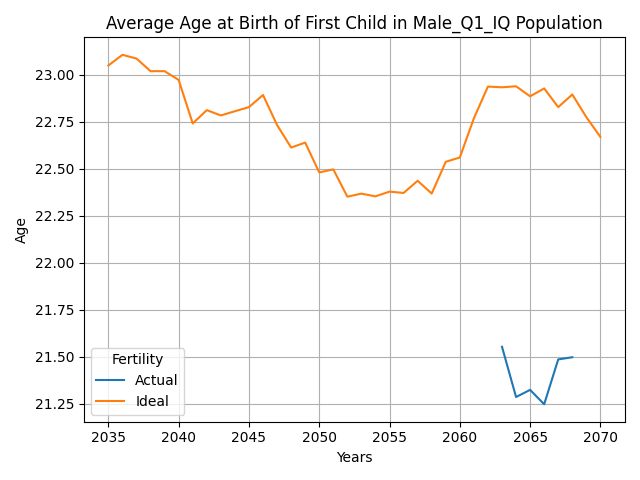 Average Age at Birth of First Child in Male_Q1_IQ Population
23.00
22.75
22.50
22.25
22.00
21.75
21.50
21.25
Age
Fertility
Actual
Ideal
2035 2040 2045 2050 2055 2060 2065 2070
Years